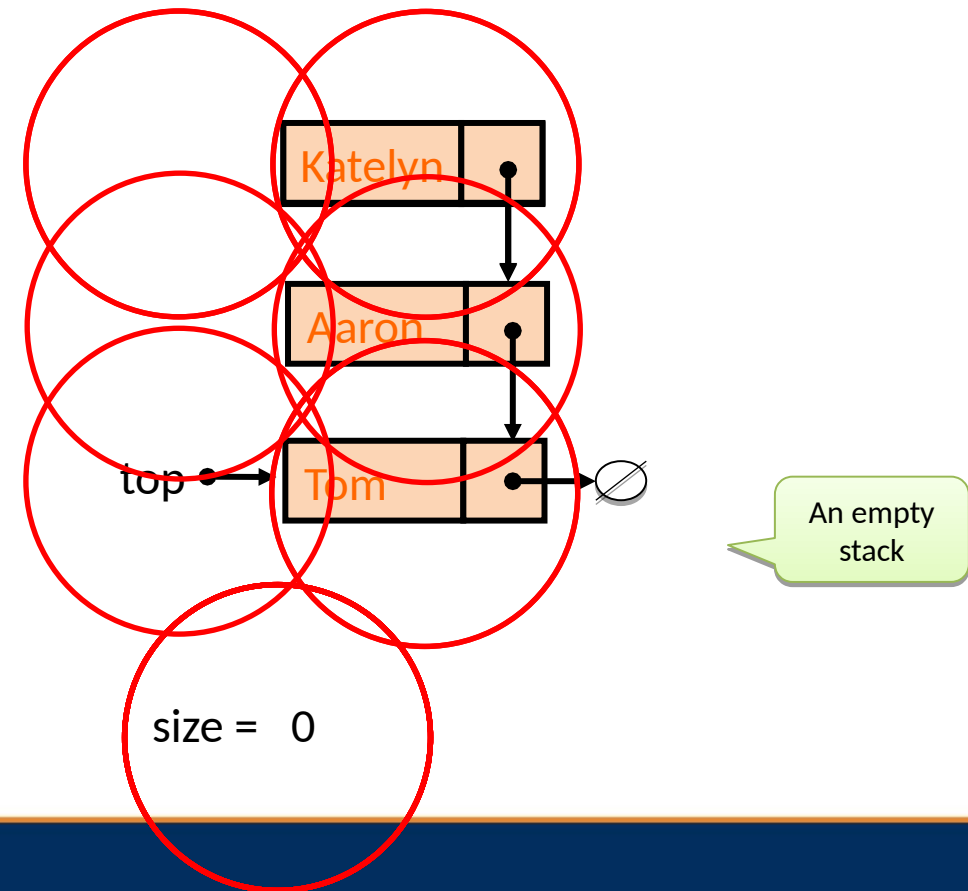 Katelyn
Aaron
top
Tom
An empty
stack
size = 0